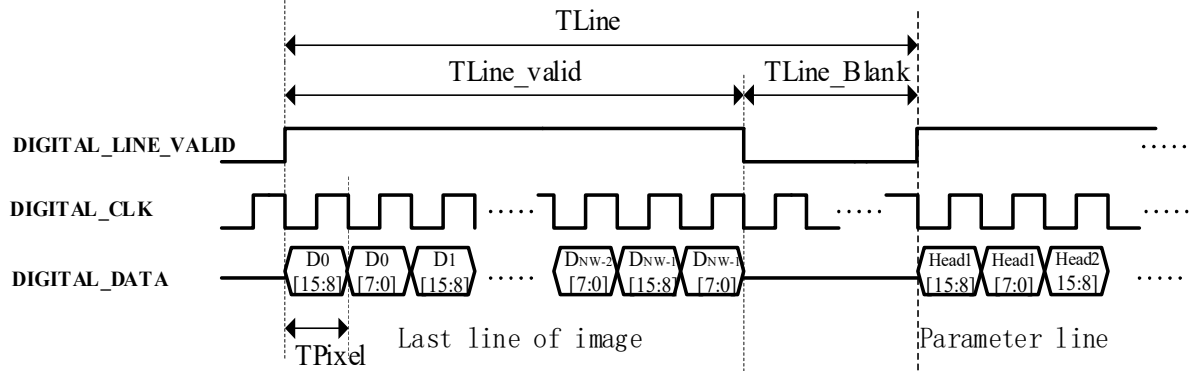 TLine
TLine_valid TLine_Blank
DIGITAL_LINE_VALID .....
DIGITAL_CLK ..... ..... .....
DIGITAL_DATA D0 [15:8] D0 [7:0] D1 [15:8] ..... DNW-2 [7:0] DNW-1 [15:8] DNW-1 [7:0] Head1 [15:8] Head1 [7:0] Head2 15:8] .....
TPixel Last line of image Parameter line